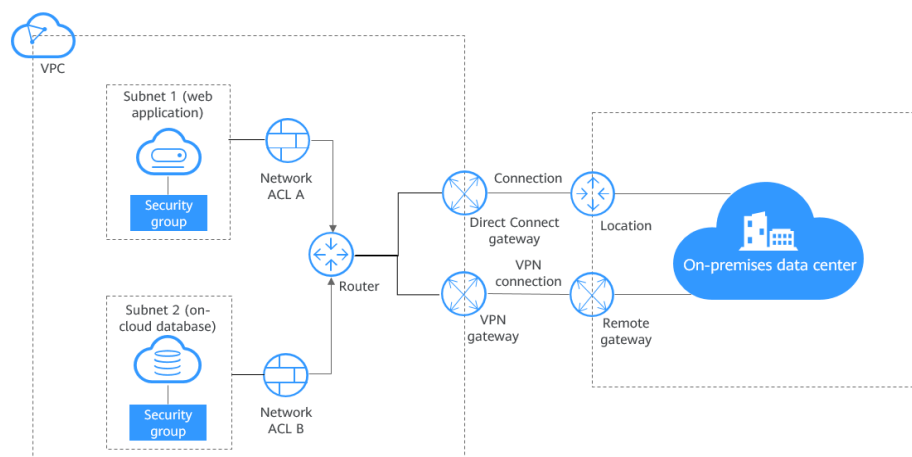 VPC
Subnet 1 (web
application)
Security
group
Network
ACL A
Router
Subnet 2 (on-
cloud database)
Security
group
Network
ACL B
Connection
Direct Connect
gateway
Location
VPN
connection
VPN
gateway
Remote
gateway
On-premises data center